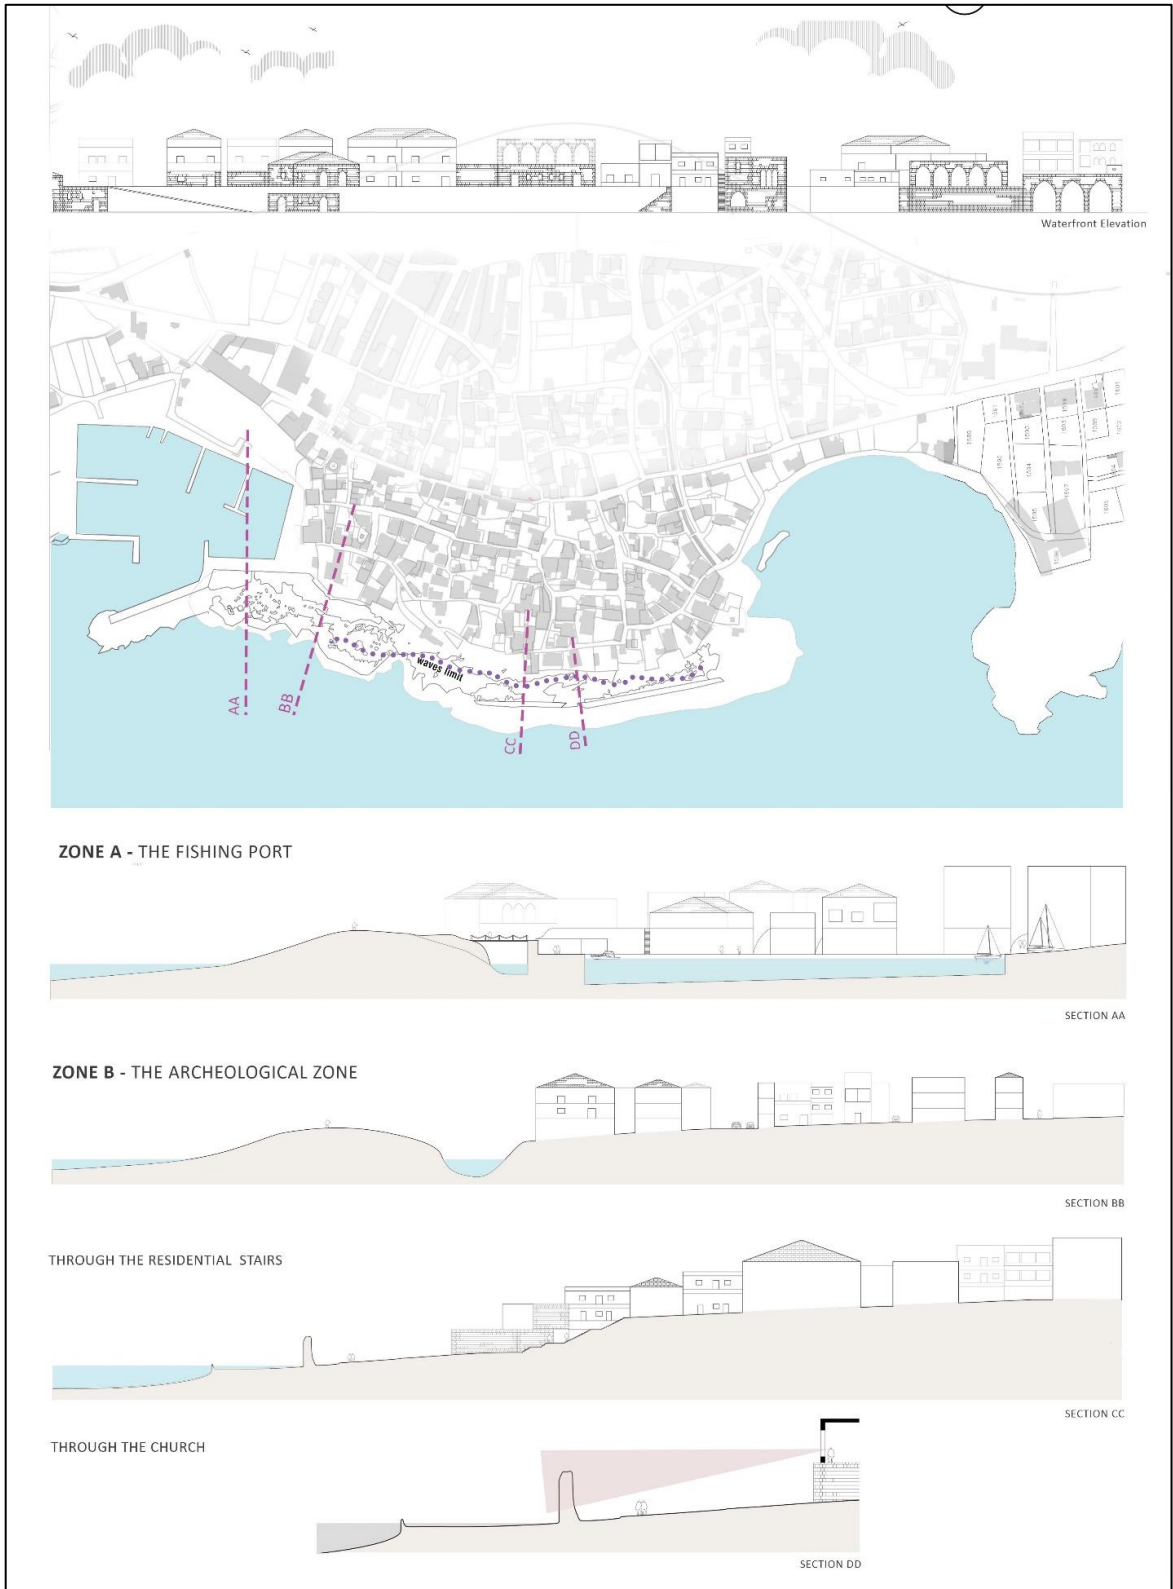 Waterfront Elevation
waves limit
AA
BB
CC
DD
ZONE A - THE FISHING PORT
SECTION AA
ZONE B - THE ARCHEOLOGICAL ZONE
SECTION BB
THROUGH THE RESIDENTIAL STAIRS
SECTION CC
THROUGH THE CHURCH
SECTION DD